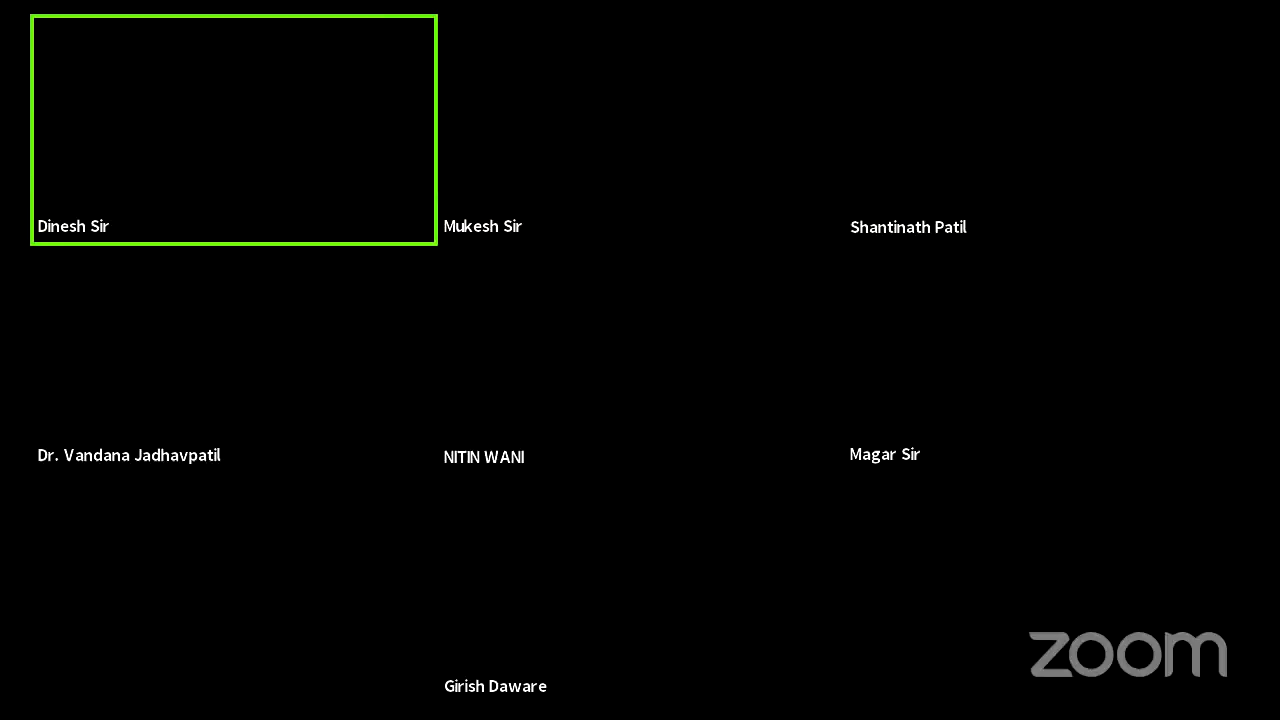 Dinesh Sir
Mukesh Sir
Shantinath Patil
Dr. Vandana Jadhavpatil
NITIN WANI
Magar Sir
Girish Daware
zoom